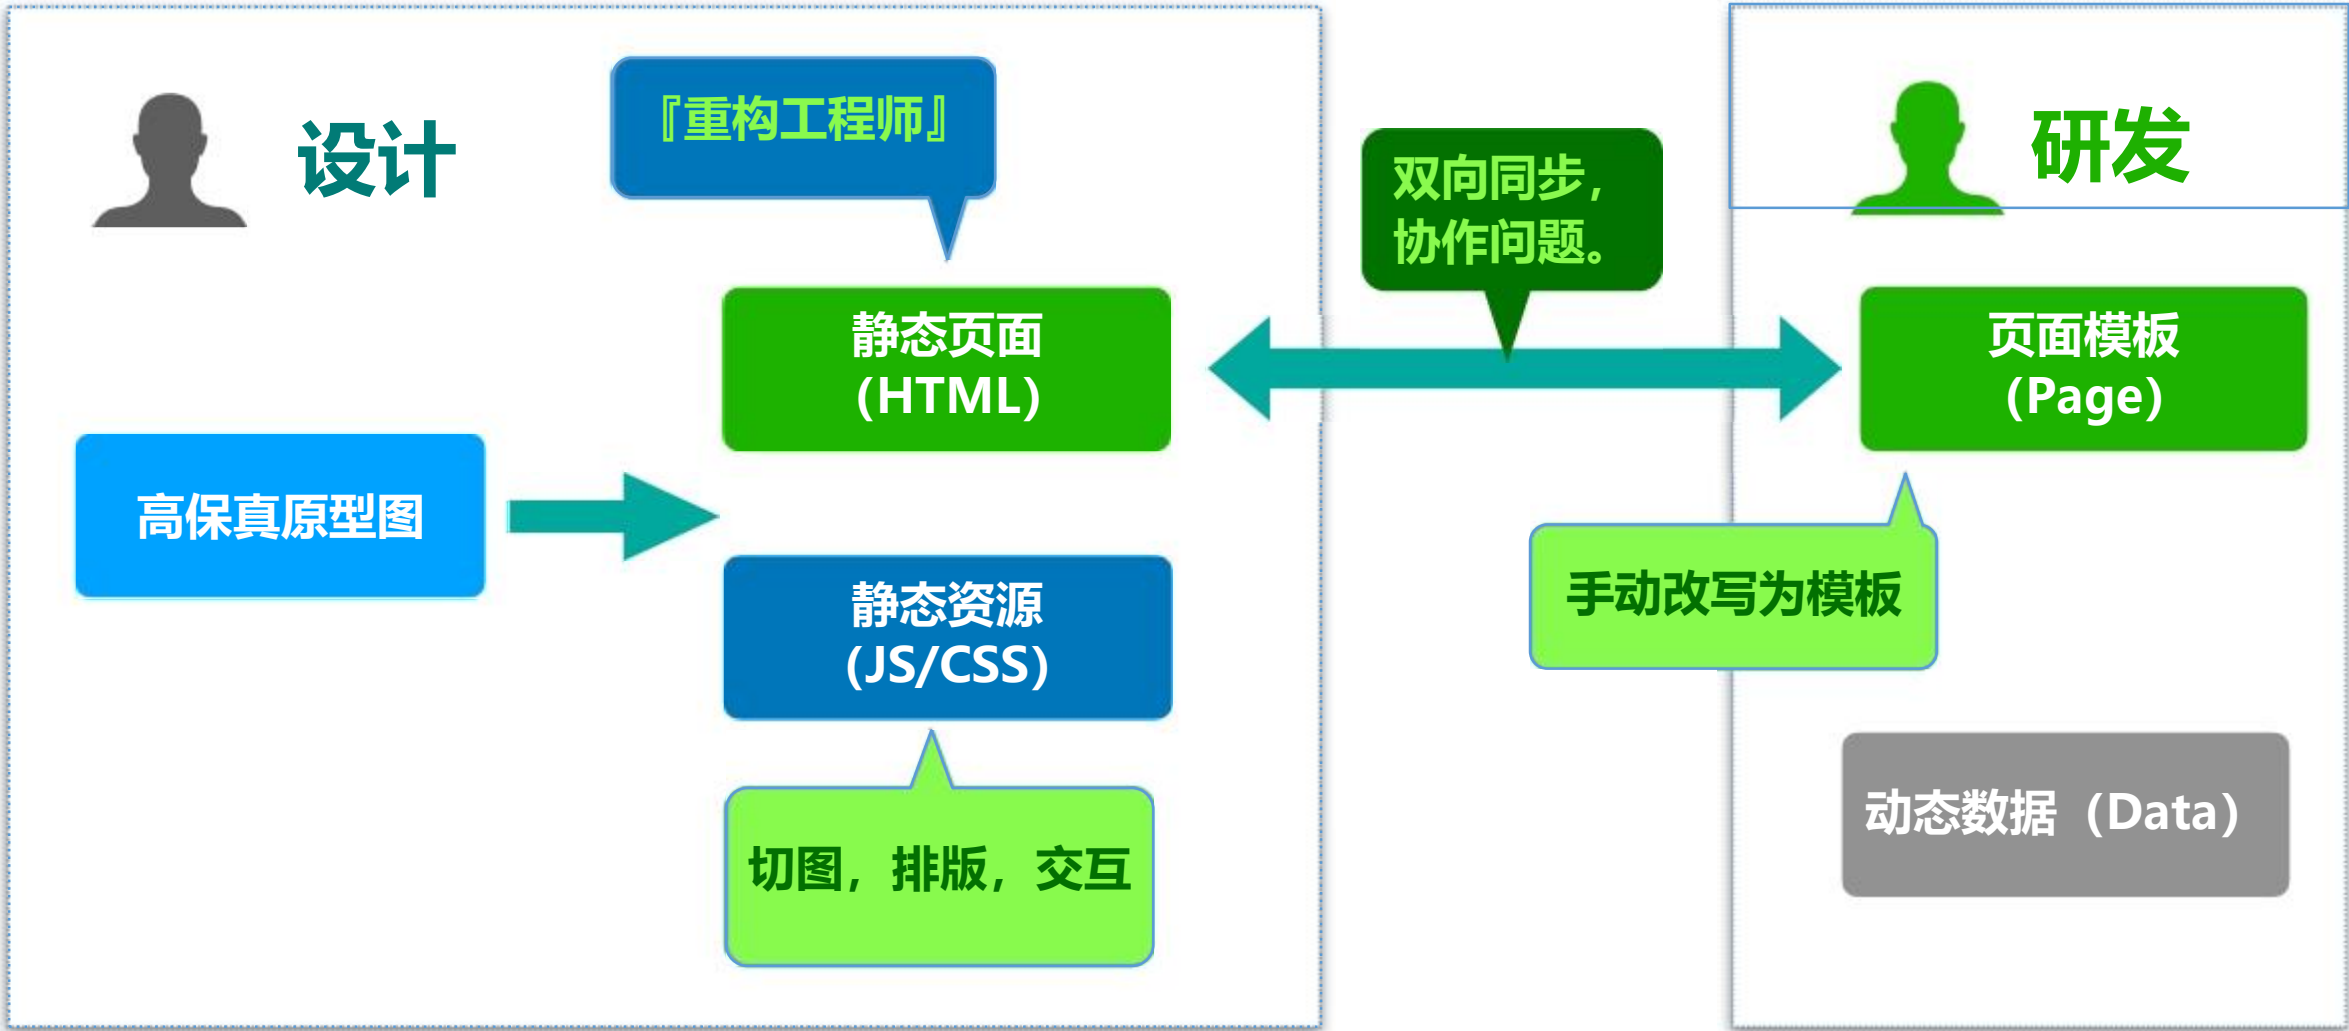 设计
『重构工程师』
静态页面
(HTML)
高保真原型图
静态资源
(JS/CSS)
切图，排版，交互
双向同步，
协作问题。
研发
页面模板
(Page)
手动改写为模板
动态数据（Data）